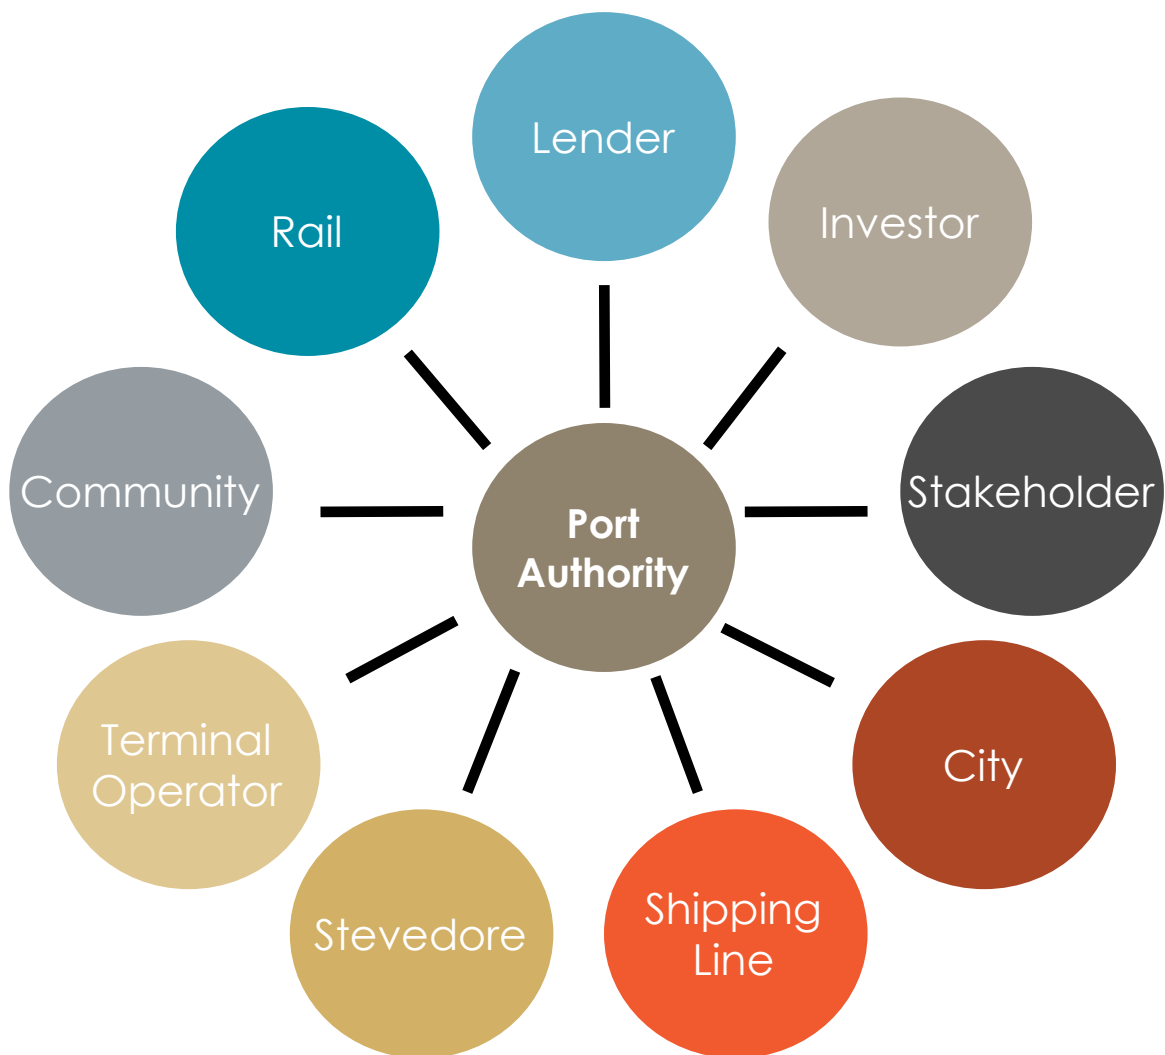 Lender
Investor
Rail
Stakeholder
Community
Port
Authority
City
Terminal
Operator
Shipping
Line
Stevedore